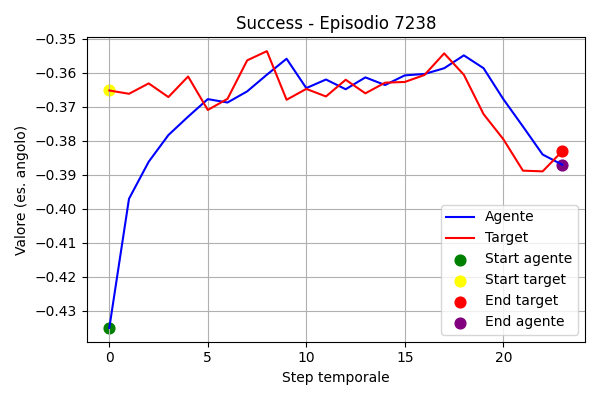 Success - Episodio 7238
Valore (es. angolo)
−0.35
−0.36
−0.37
−0.38
−0.39
−0.40
−0.41
−0.42
−0.43
Agente
Target
Start agente
Start target
End target
End agente
0
5
10
15
20
Step temporale